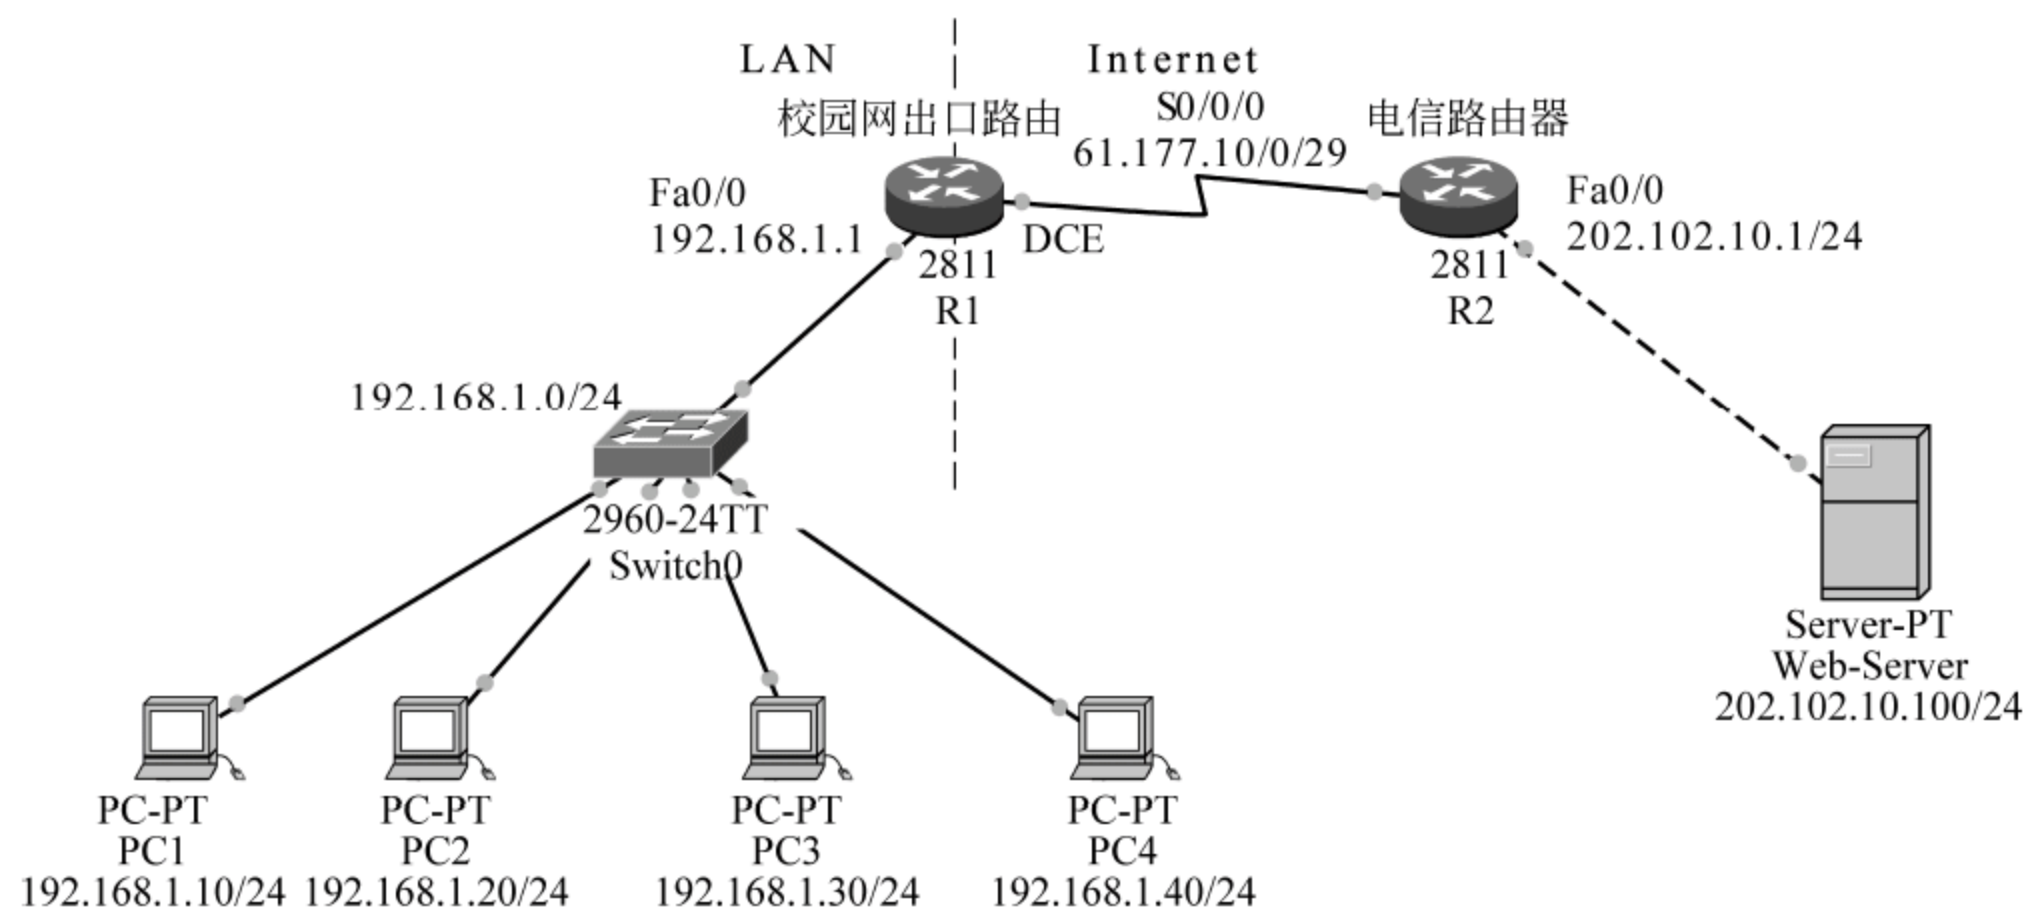 LAN
Internet
校园网出口路由
S0/0/0
61.177.10/0/29
电信路由器
Fa0/0
192.168.1.1
DCE
2811
R1
2811
R2
Fa0/0
202.102.10.1/24
192.168.1.0/24
2960-24TT
Switch0
Server-PT
Web-Server
202.102.10.100/24
PC-PT
PC1
192.168.1.10/24
PC-PT
PC2
192.168.1.20/24
PC-PT
PC3
192.168.1.30/24
PC-PT
PC4
192.168.1.40/24